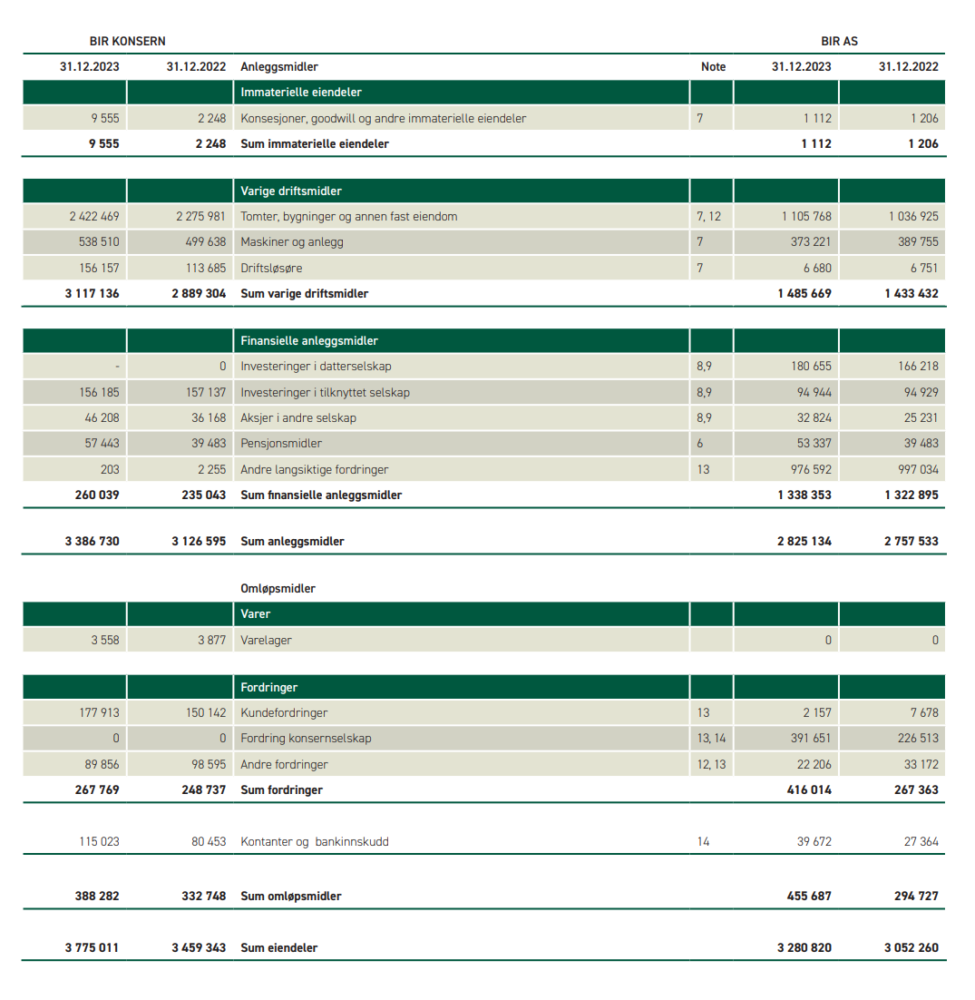 BIR KONSERN BIR AS
31.12.2023 31.12.2022 Anleggsmidler Note 31.12.2023 31.12.2022
Immaterielle eiendeler
9 555 2 248 Konsesjoner, goodwill og andre immaterielle eiendeler 7 1 112 1 206
9 555 2 248 Sum immaterielle eiendeler 1 112 1 206
Varige driftsmidler
2 422 469 2 275 981 Tomter, bygninger og annen fast eiendom 7, 12 1 105 768 1 036 925
538 510 499 638 Maskiner og anlegg 7 373 221 389 755
156 157 113 685 Driftsløsøre 7 6 680 6 751
3 117 136 2 889 304 Sum varige driftsmidler 1 485 669 1 433 432
Finansielle anleggsmidler
- 0 Investeringer i datterselskap 8,9 180 655 166 218
156 185 157 137 Investeringer i tilknyttet selskap 8,9 94 944 94 929
46 208 36 168 Aksjer i andre selskap 8,9 32 824 25 231
57 443 39 483 Pensjonsmidler 6 53 337 39 483
203 2 255 Andre langsiktige fordringer 13 976 592 997 034
260 039 235 043 Sum finansielle anleggsmidler 1 338 353 1 322 895
3 386 730 3 126 595 Sum anleggsmidler 2 825 134 2 757 533
Omløpsmidler
Varer
3 558 3 877 Varelager 0 0
Fordringer
177 913 150 142 Kundefordringer 13 2 157 7 678
0 0 Fordring konsernselskap 13, 14 391 651 226 513
89 856 98 595 Andre fordringer 12, 13 22 206 33 172
267 769 248 737 Sum fordringer 416 014 267 363
115 023 80 453 Kontanter og bankinnskudd 14 39 672 27 364
388 282 332 748 Sum omløpsmidler 455 687 294 727
3 775 011 3 459 343 Sum eiendeler 3 280 820 3 052 260